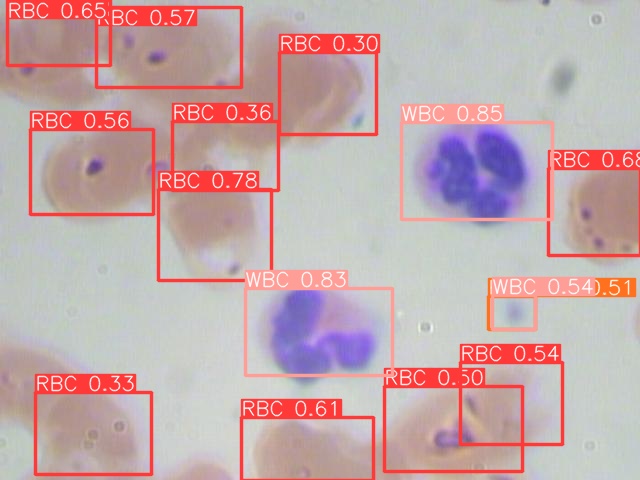 RBC 0.65
RBC 0.57
RBC 0.30
WBC 0.85
RBC 0.36
RBC 0.56
RBC 0.68
RBC 0.78
WBC 0.83
WBC 0.54
0.51
RBC 0.54
RBC 0.50
RBC 0.33
RBC 0.61